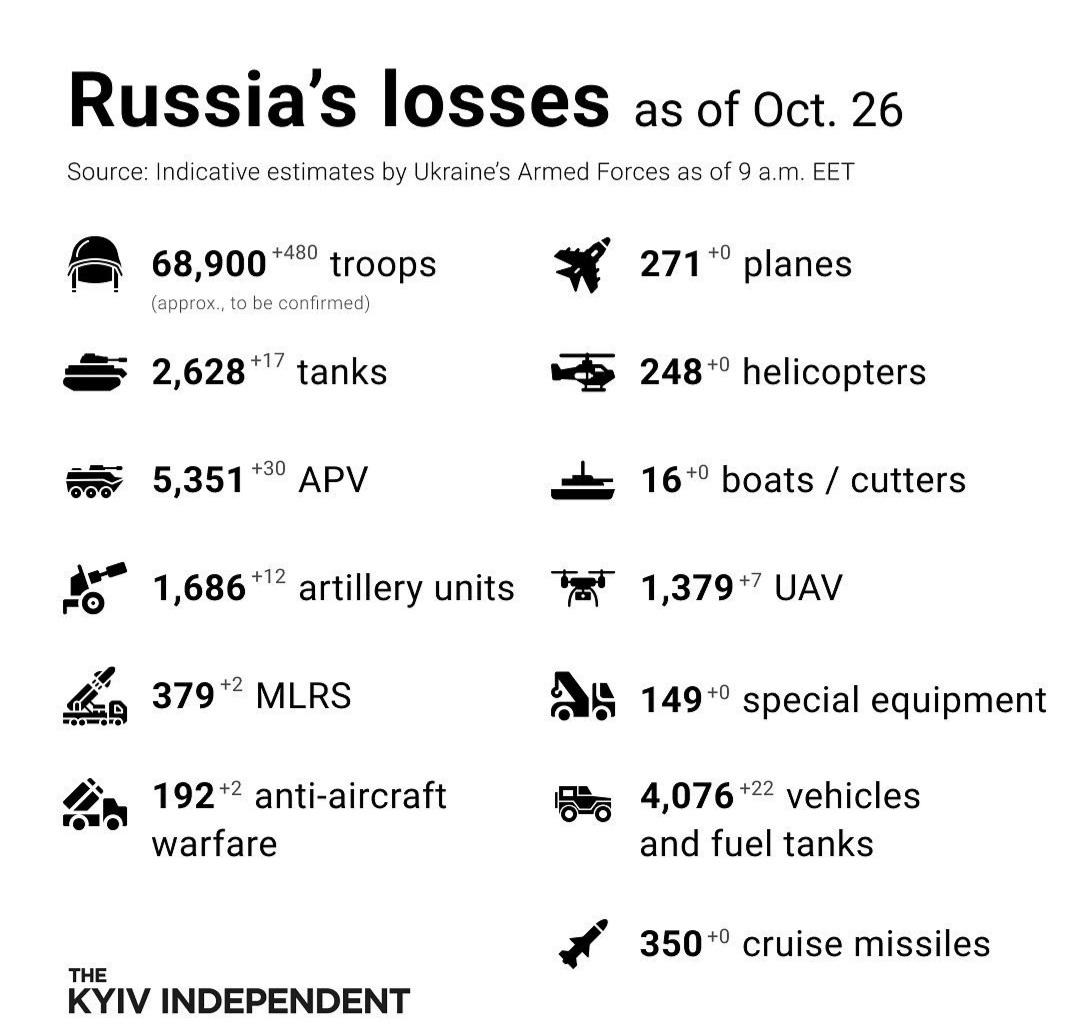 Russia's losses as of Oct. 26
Source: Indicative estimates by Ukraine's Armed Forces as of 9 a.m. EET
68,900 +480 troops
(approx., to be confirmed)
2,628 +17 tanks
5,351 +30 APV
1,686 +12 artillery units
379 +2 MLRS
192 +2 anti-aircraft
warfare
271 +0 planes
248 +0 helicopters
16 +0 boats / cutters
1,379 +7 UAV
149 +0 special equipment
4,076 +22 vehicles
and fuel tanks
350 +0 cruise missiles
THE
KYIV INDEPENDENT